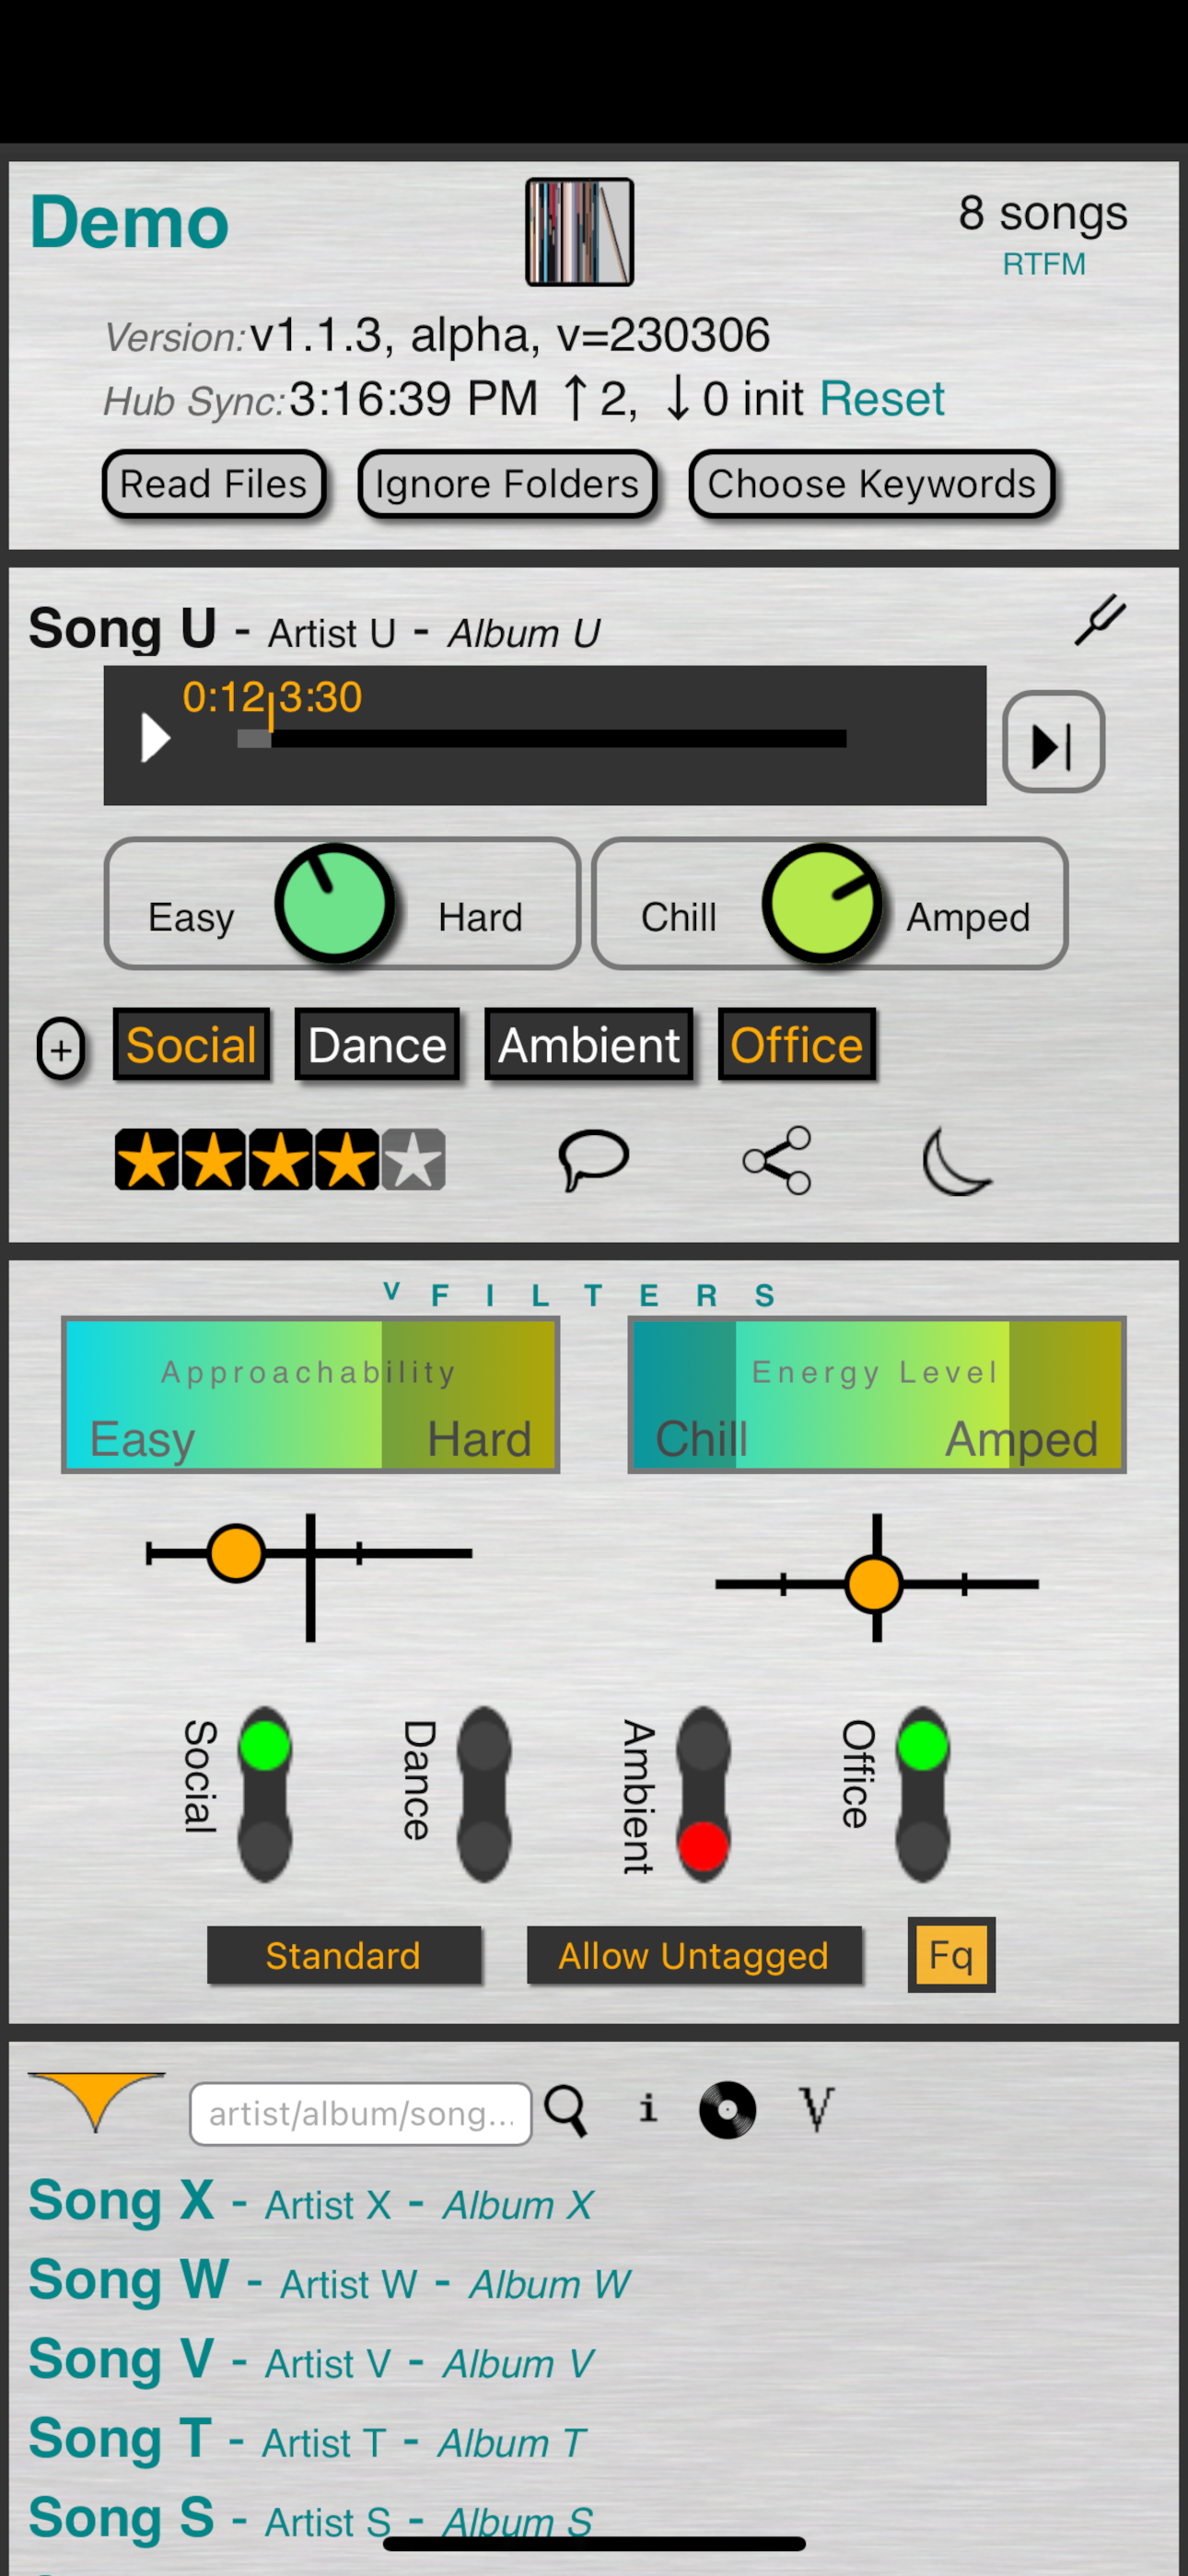 Demo
8 songs
RTFM
Version: v1.1.3, alpha, v=230306
Hub Sync: 3:16:39 PM ↑2, ↓0 init Reset
Read Files Ignore Folders Choose Keywords
Song U - Artist U - Album U
0:12 3:30
Easy Hard Chill Amped
+ Social Dance Ambient Office
v F I L T E R S
Approachability Energy Level
Easy Hard Chill Amped
Social Dance Ambient Office
Standard Allow Untagged Fq
artist/album/song... i V
Song X - Artist X - Album X
Song W - Artist W - Album W
Song V - Artist V - Album V
Song T - Artist T - Album T
Song S - Artist S - Album S